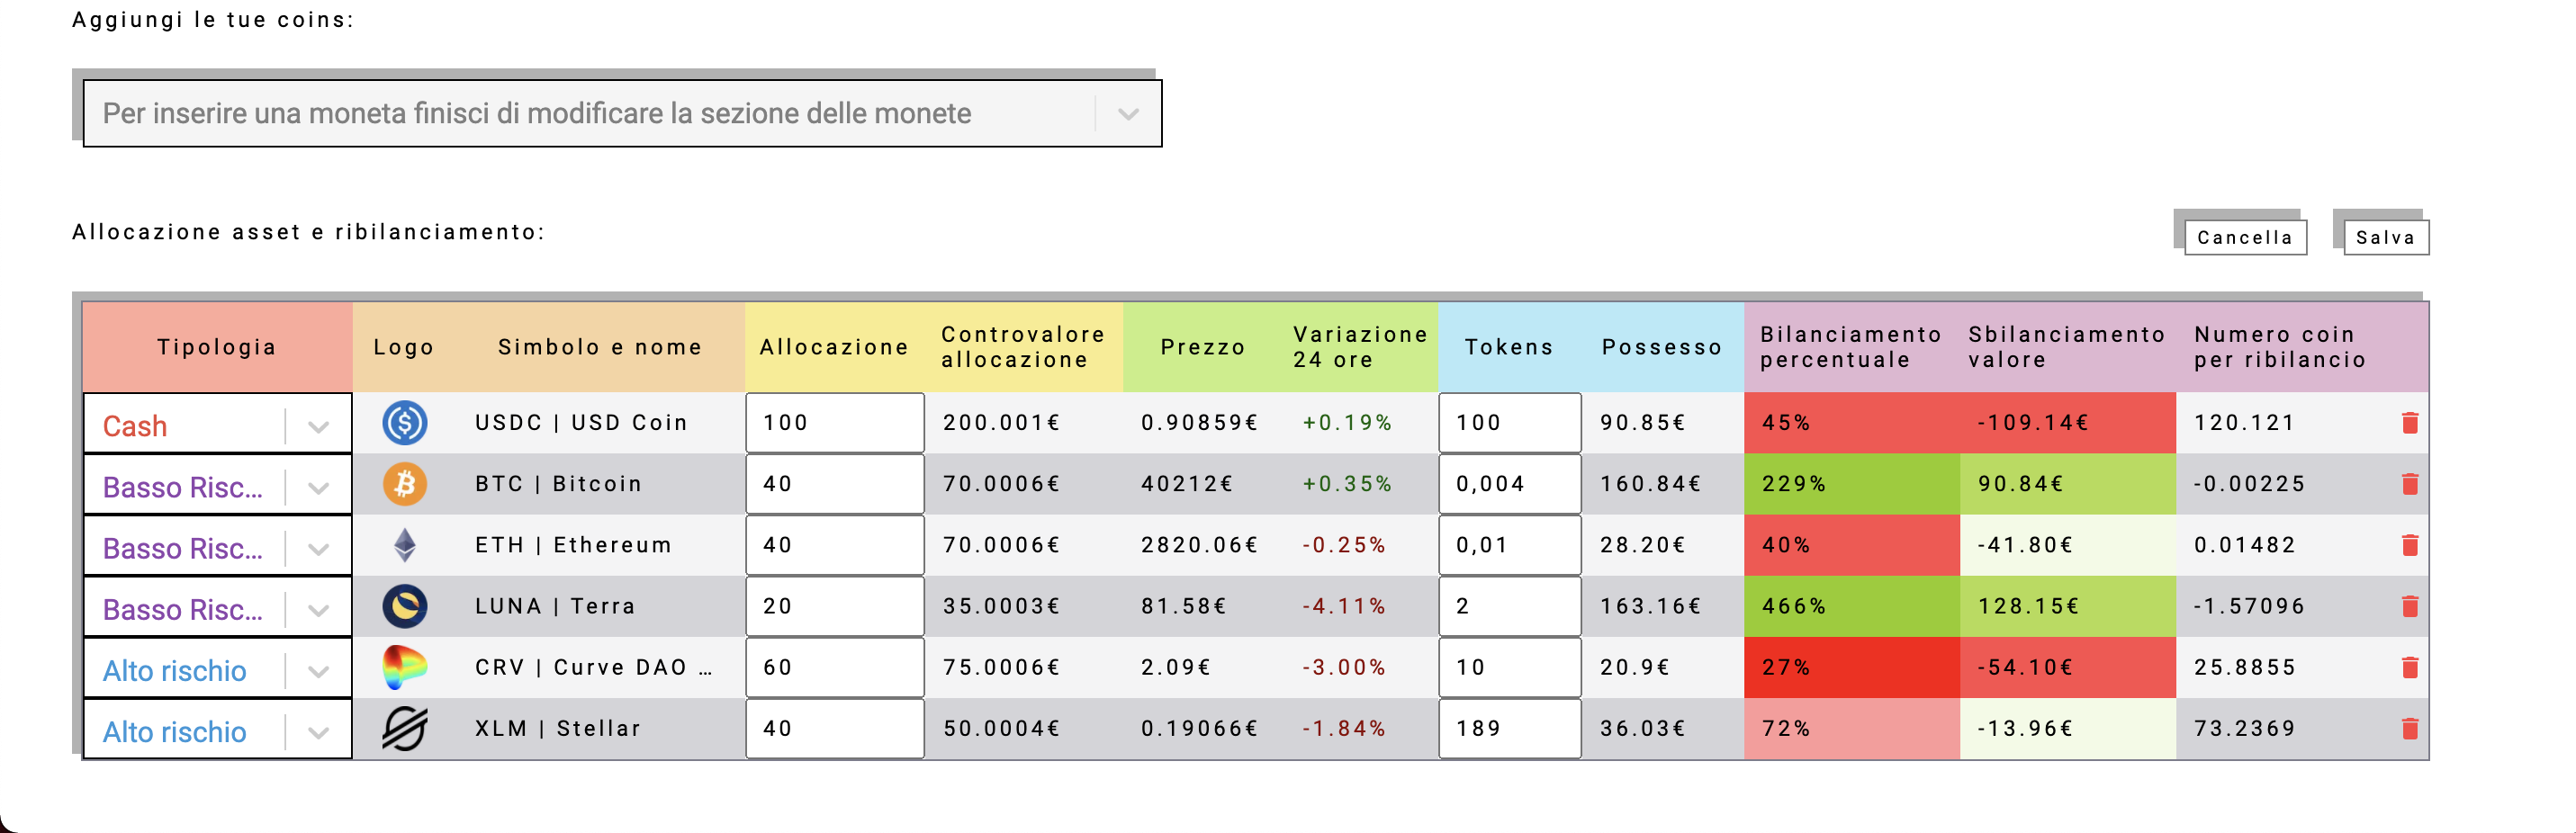 Aggiungi le tue coins:
Per inserire una moneta finisci di modificare la sezione delle monete
Allocazione asset e ribilanciamento:
Cancella
Salva
Tipologia Logo Simbolo e nome Allocazione Controvalore allocazione Prezzo Variazione 24 ore Tokens Possesso Bilanciamento percentuale Sbilanciamento valore Numero coin per ribilancio
Cash USDC | USD Coin 100 200.001€ 0.90859€ +0.19% 100 90.85€ 45% -109.14€ 120.121
Basso Risc... BTC | Bitcoin 40 70.0006€ 40212€ +0.35% 0,004 160.84€ 229% 90.84€ -0.00225
Basso Risc... ETH | Ethereum 40 70.0006€ 2820.06€ -0.25% 0,01 28.20€ 40% -41.80€ 0.01482
Basso Risc... LUNA | Terra 20 35.0003€ 81.58€ -4.11% 2 163.16€ 466% 128.15€ -1.57096
Alto rischio CRV | Curve DAO ... 60 75.0006€ 2.09€ -3.00% 10 20.9€ 27% -54.10€ 25.8855
Alto rischio XLM | Stellar 40 50.0004€ 0.19066€ -1.84% 189 36.03€ 72% -13.96€ 73.2369